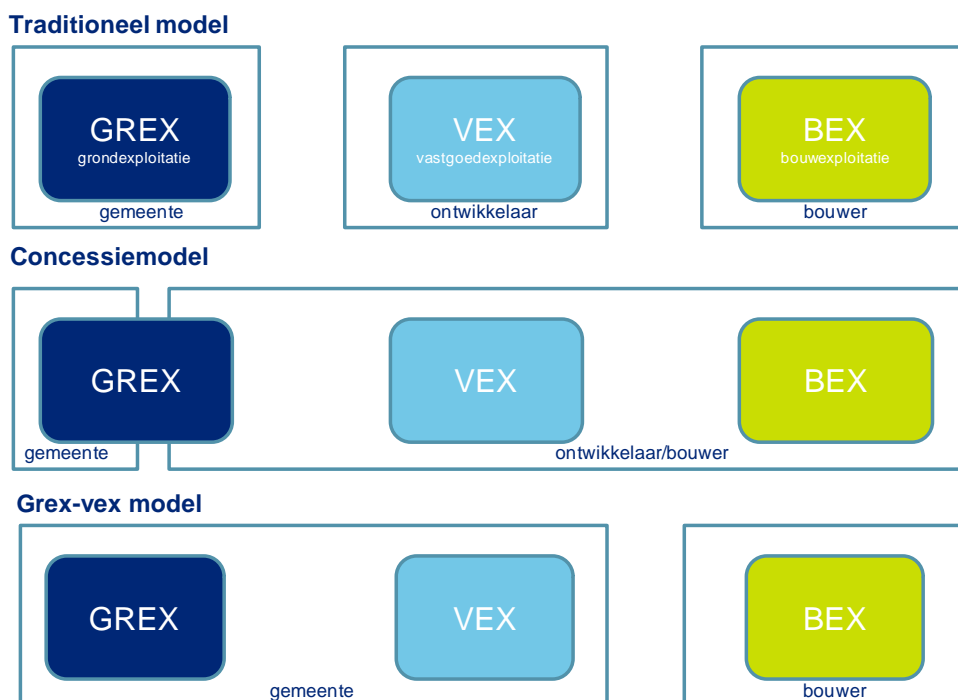 Traditioneel model
GREX
grondexploitatie
gemeente
VEX
vastgoedexploitatie
ontwikkelaar
BEX
bouwexploitatie
bouwer
Concessiemodel
GREX
gemeente
VEX
BEX
ontwikkelaar/bouwer
Grex-vex model
GREX
VEX
gemeente
BEX
bouwer